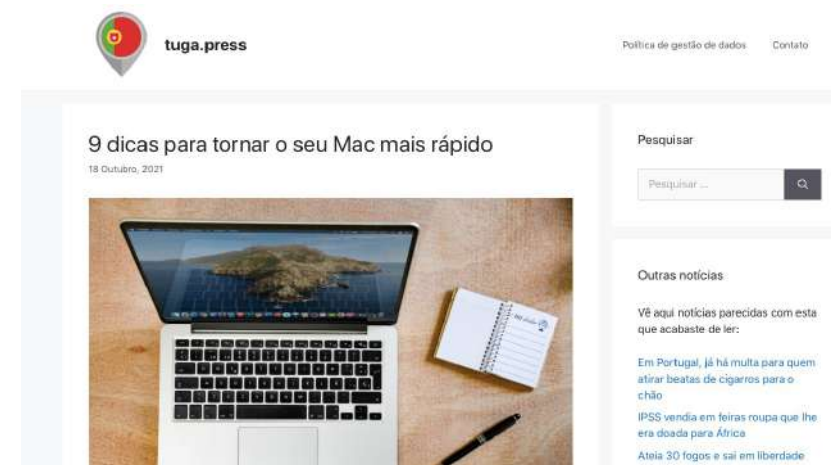 tuga.press
Política de gestão de dados
Contato
9 dicas para tornar o seu Mac mais rápido
18 Outubro, 2021
Pesquisar
Pesquisar ...
Outras notícias
Vê aqui notícias parecidas com esta
que acabaste de ler:
Em Portugal, já há multa para quem
atirar beatas de cigarros para o
chão
IPSS vendia em feiras roupa que lhe
era doada para África
Ateia 30 fogos e sai em liberdade